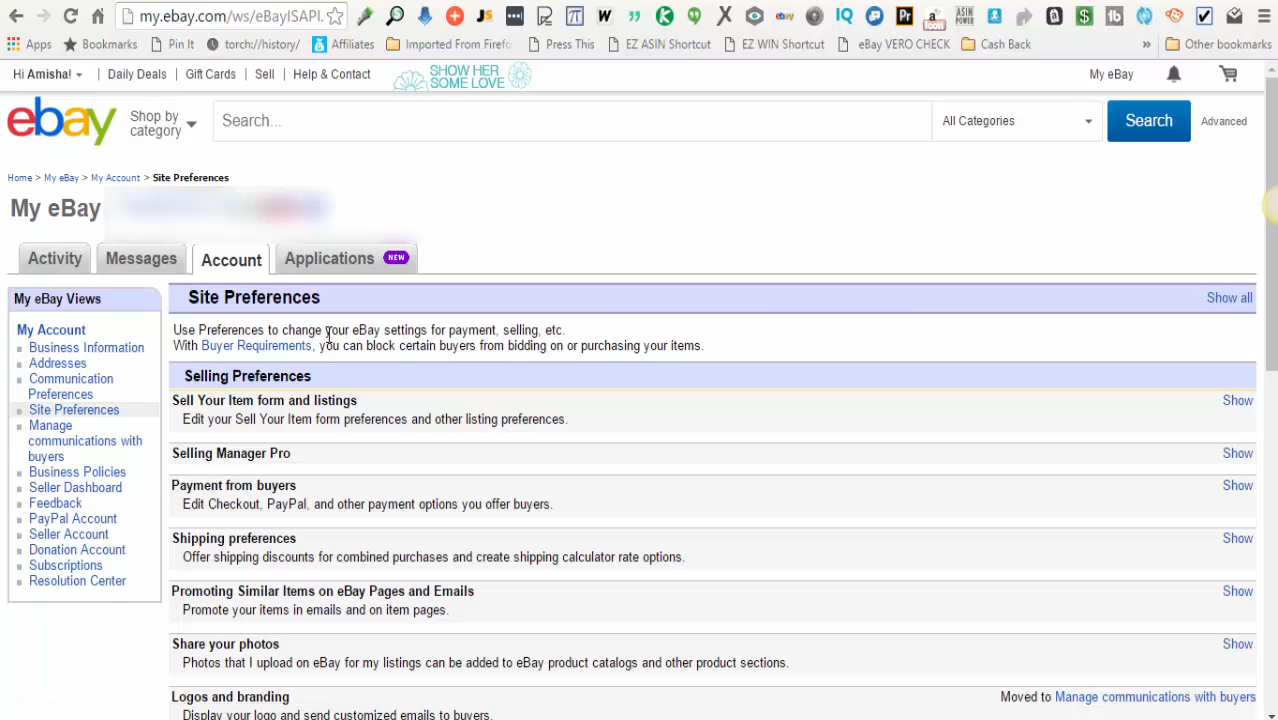 my.ebay.com/ws/eBayISAPI.
Apps Bookmarks Pin It torch://history/ Affiliates Imported From Firefo Press This EZ ASIN Shortcut EZ WIN Shortcut eBay VERO CHECK Cash Back » Other bookmarks
Hi Amisha! Daily Deals Gift Cards Sell Help & Contact SHOW HER SOME LOVE My eBay
ebay Shop by category Search... All Categories Search Advanced
Home > My eBay > My Account > Site Preferences
My eBay
Activity Messages Account Applications NEW
My eBay Views
My Account
Business Information
Addresses
Communication
Preferences
Site Preferences
Manage
communications with
buyers
Business Policies
Seller Dashboard
Feedback
PayPal Account
Seller Account
Donation Account
Subscriptions
Resolution Center
Site Preferences Show all
Use Preferences to change your eBay settings for payment, selling, etc.
With Buyer Requirements, you can block certain buyers from bidding on or purchasing your items.
Selling Preferences
Sell Your Item form and listings Show
Edit your Sell Your Item form preferences and other listing preferences.
Selling Manager Pro Show
Payment from buyers Show
Edit Checkout, PayPal, and other payment options you offer buyers.
Shipping preferences Show
Offer shipping discounts for combined purchases and create shipping calculator rate options.
Promoting Similar Items on eBay Pages and Emails Show
Promote your items in emails and on item pages.
Share your photos Show
Photos that I upload on eBay for my listings can be added to eBay product catalogs and other product sections.
Logos and branding Moved to Manage communications with buyers
Display your logo and send customized emails to buyers.